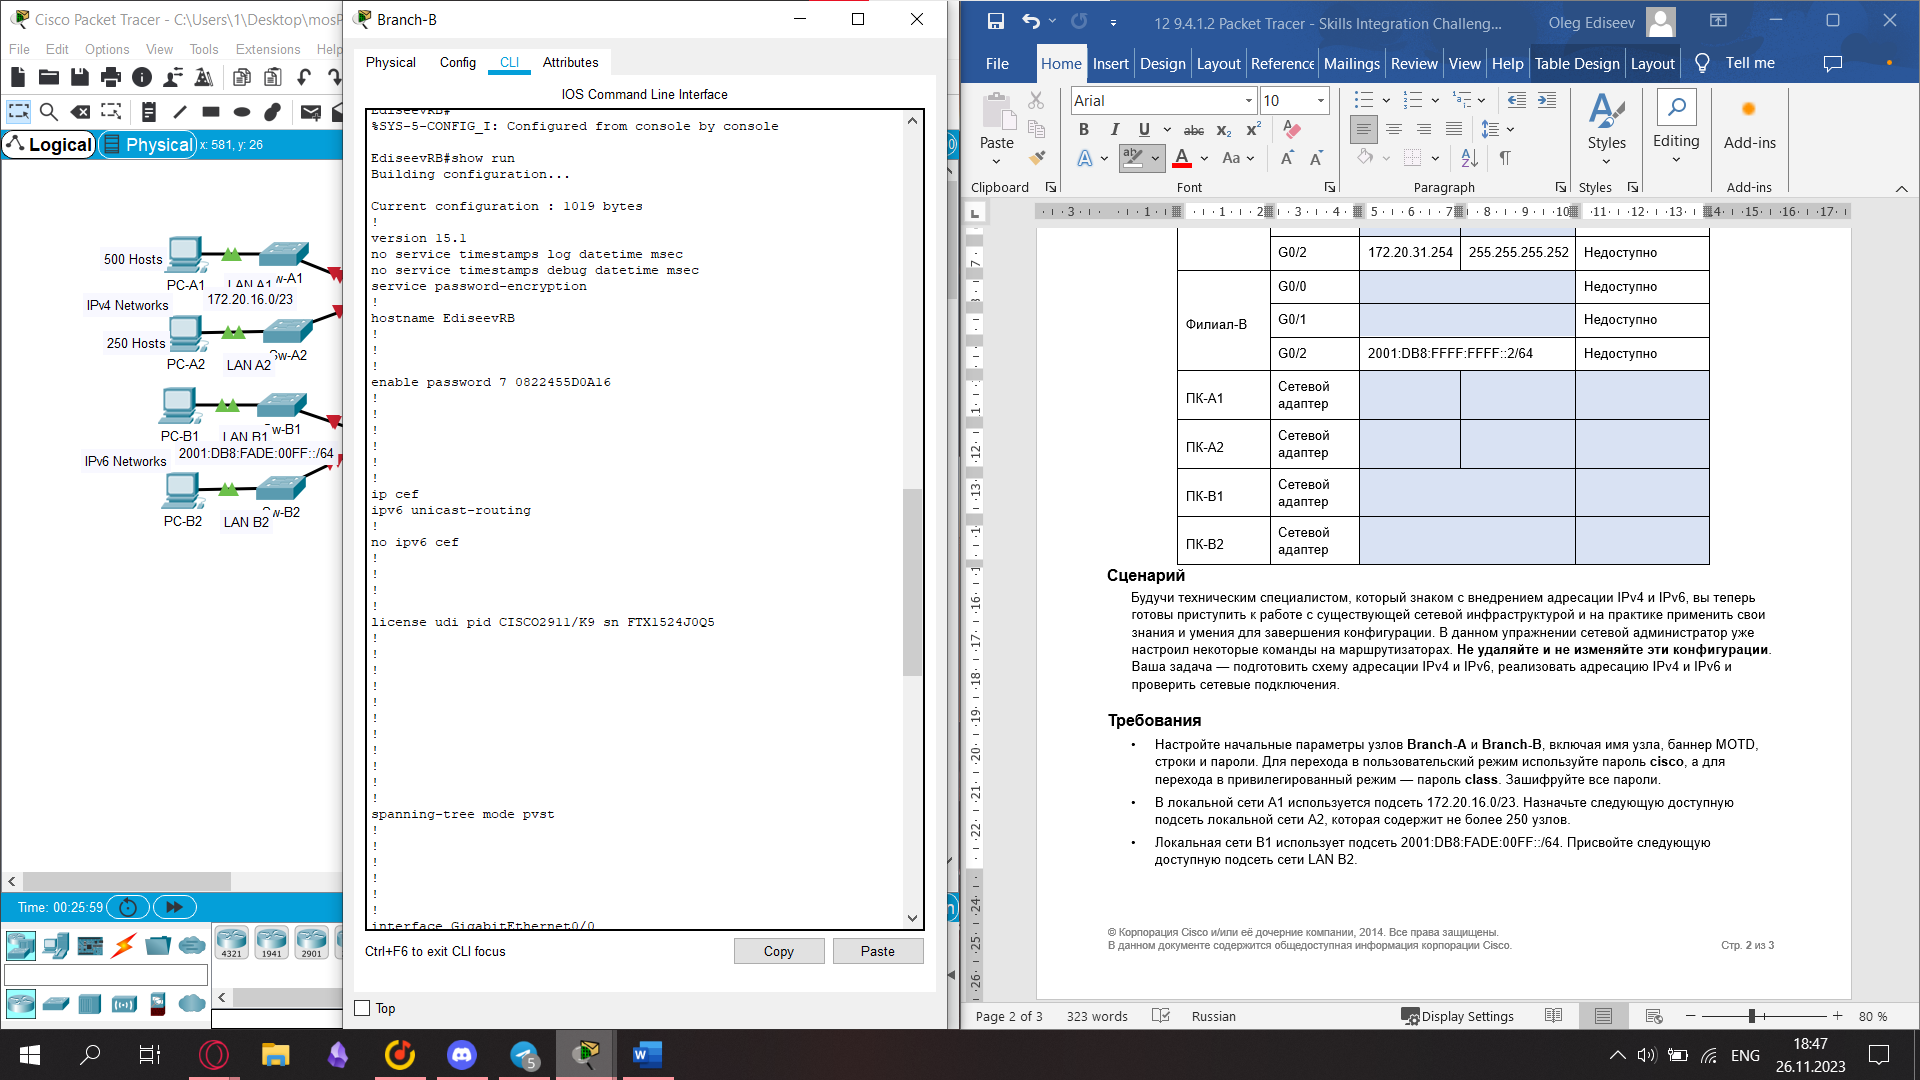 Cisco Packet Tracer - C:\Users\1\Desktop\mosP
File Edit Options View Tools Extensions Help
Logical
Physical
x: 581, y: 26
500 Hosts
PC-A1
LAN A1
w-A1
172.20.16.0/23
IPv4 Networks
250 Hosts
PC-A2
LAN A2
Sw-A2
PC-B1
LAN B1
w-B1
2001:DB8:FADE:00FF::/64
IPv6 Networks
PC-B2
LAN B2
w-B2
Time: 00:25:59
4321
1941
2901
Branch-B
Physical
Config
CLI
Attributes
IOS Command Line Interface
EdiseevRB#
%SYS-5-CONFIG_I: Configured from console by console
EdiseevRB#show run
Building configuration...
Current configuration : 1019 bytes
!
version 15.1
no service timestamps log datetime msec
no service timestamps debug datetime msec
service password-encryption
!
hostname EdiseevRB
!
!
!
enable password 7 0822455D0A16
!
!
!
!
!
!
ip cef
ipv6 unicast-routing
!
no ipv6 cef
!
!
!
!
license udi pid CISCO2911/K9 sn FTX1524J0Q5
!
!
!
!
!
!
!
!
!
!
!
spanning-tree mode pvst
!
!
!
!
!
!
interface GigabitEthernet0/0
Ctrl+F6 to exit CLI focus
Copy
Paste
Top
12 9.4.1.2 Packet Tracer - Skills Integration Challeng...
Oleg Ediseev
File Home Insert Design Layout Reference Mailings Review View Help Table Design Layout Tell me
Paste
Clipboard
Arial
10
Font
Paragraph
Styles
Styles
Editing
Add-ins
Add-ins
G0/2 172.20.31.254 255.255.255.252 Недоступно
Филиал-B
G0/0 Недоступно
G0/1 Недоступно
G0/2 2001:DB8:FFFF:FFFF::2/64 Недоступно
ПК-A1 Сетевой адаптер
ПК-A2 Сетевой адаптер
ПК-B1 Сетевой адаптер
ПК-B2 Сетевой адаптер
Сценарий
Будучи техническим специалистом, который знаком с внедрением адресации IPv4 и IPv6, вы теперь
готовы приступить к работе с существующей сетевой инфраструктурой и на практике применить свои
знания и умения для завершения конфигурации. В данном упражнении сетевой администратор уже
настроил некоторые команды на маршрутизаторах. Не удаляйте и не изменяйте эти конфигурации.
Ваша задача — подготовить схему адресации IPv4 и IPv6, реализовать адресацию IPv4 и IPv6 и
проверить сетевые подключения.
Требования
• Настройте начальные параметры узлов Branch-A и Branch-B, включая имя узла, баннер MOTD,
строки и пароли. Для перехода в пользовательский режим используйте пароль cisco, а для
перехода в привилегированный режим — пароль class. Зашифруйте все пароли.
• В локальной сети A1 используется подсеть 172.20.16.0/23. Назначьте следующую доступную
подсеть локальной сети A2, которая содержит не более 250 узлов.
• Локальная сети B1 использует подсеть 2001:DB8:FADE:00FF::/64. Присвойте следующую
доступную подсеть сети LAN B2.
© Корпорация Cisco и/или её дочерние компании, 2014. Все права защищены.
В данном документе содержится общедоступная информация корпорации Cisco.
Стр. 2 из 3
Page 2 of 3
323 words
Russian
Display Settings
80 %
5
ENG
18:47
26.11.2023